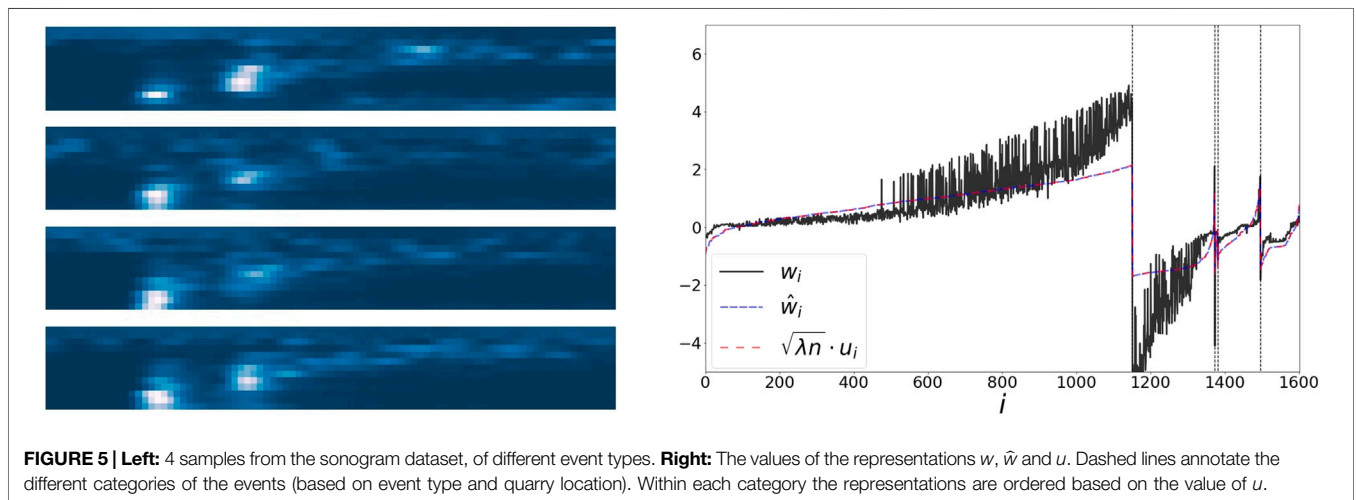 6
4
2
0
−2
−4
w_i
ŵ_i
√λn · u_i
0 200 400 600 800 1000 1200 1400 1600
i
FIGURE 5 | Left: 4 samples from the sonogram dataset, of different event types. Right: The values of the representations w, ŵ and u. Dashed lines annotate the
different categories of the events (based on event type and quarry location). Within each category the representations are ordered based on the value of u.